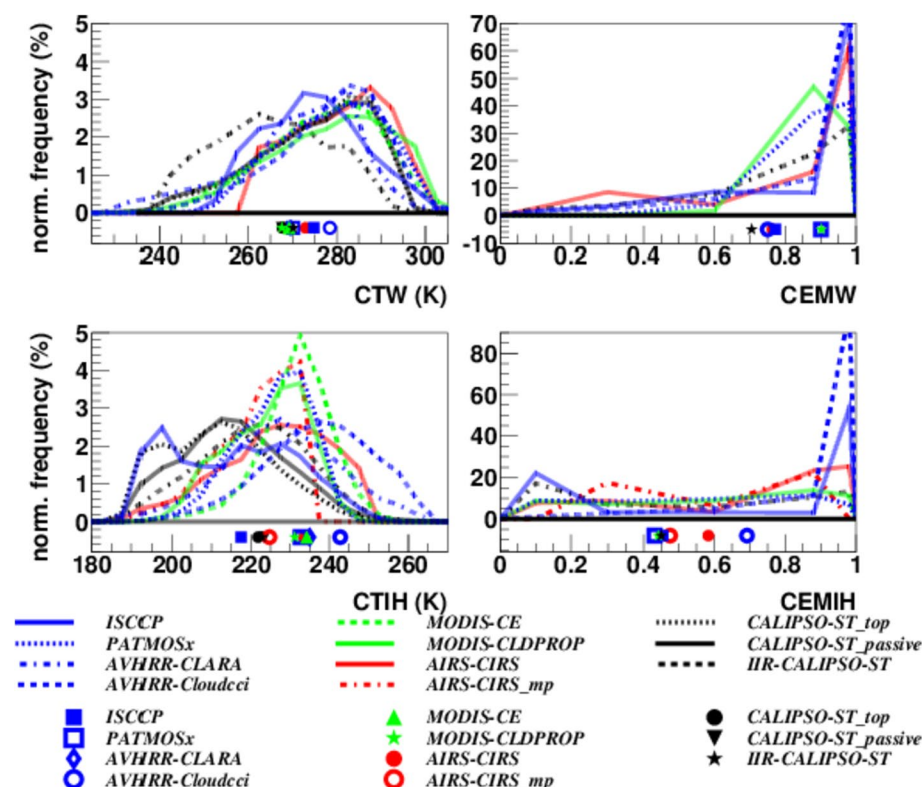 norm. frequency (%)
5
4
3
2
1
0
240 260 280 300
CTW (K)
70
60
50
40
30
20
10
0
-10
0 0.2 0.4 0.6 0.8 1
CEMW
norm. frequency (%)
5
4
3
2
1
0
180 200 220 240 260
CTIH (K)
80
60
40
20
0
0 0.2 0.4 0.6 0.8 1
CEMIH
ISCCP MODIS-CE CALIPSO-ST_top
PATMOSx MODIS-CLDPROP CALIPSO-ST_passive
AVHRR-CLARA AIRS-CIRS IIR-CALIPSO-ST
AVHRR-Cloudcci AIRS-CIRS_mp
ISCCP MODIS-CE CALIPSO-ST_top
PATMOSx MODIS-CLDPROP CALIPSO-ST_passive
AVHRR-CLARA AIRS-CIRS IIR-CALIPSO-ST
AVHRR-Cloudcci AIRS-CIRS_mp